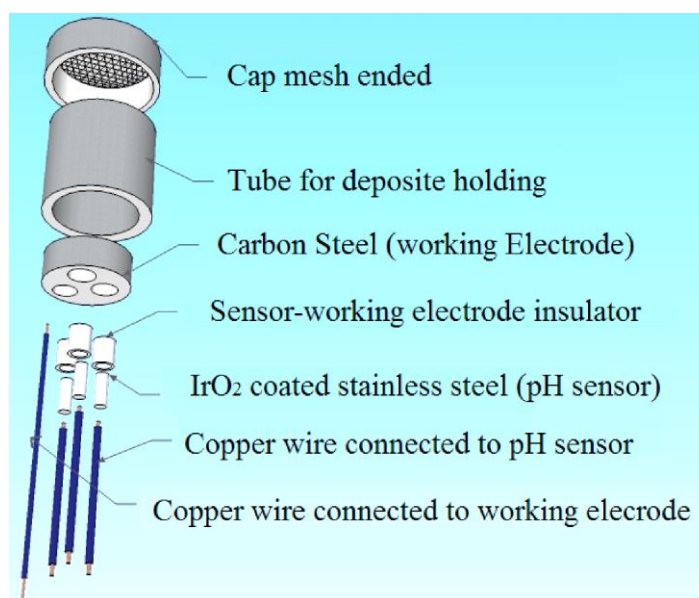 Cap mesh ended
Tube for deposite holding
Carbon Steel (working Electrode)
Sensor-working electrode insulator
IrO₂ coated stainless steel (pH sensor)
Copper wire connected to pH sensor
Copper wire connected to working elecrode